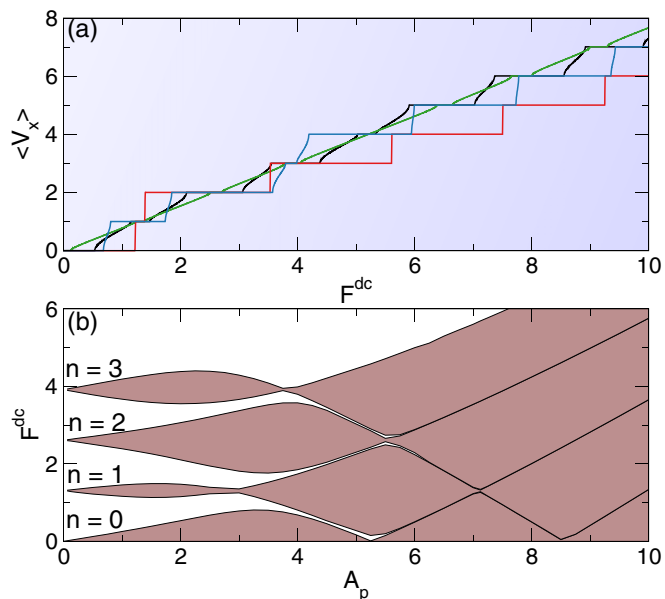 (a)
8
6
4
2
0
<V_x>
0 2 4 6 8 10
F^dc
(b)
6
4
2
0
F^dc
n = 3
n = 2
n = 1
n = 0
0 2 4 6 8 10
A_p